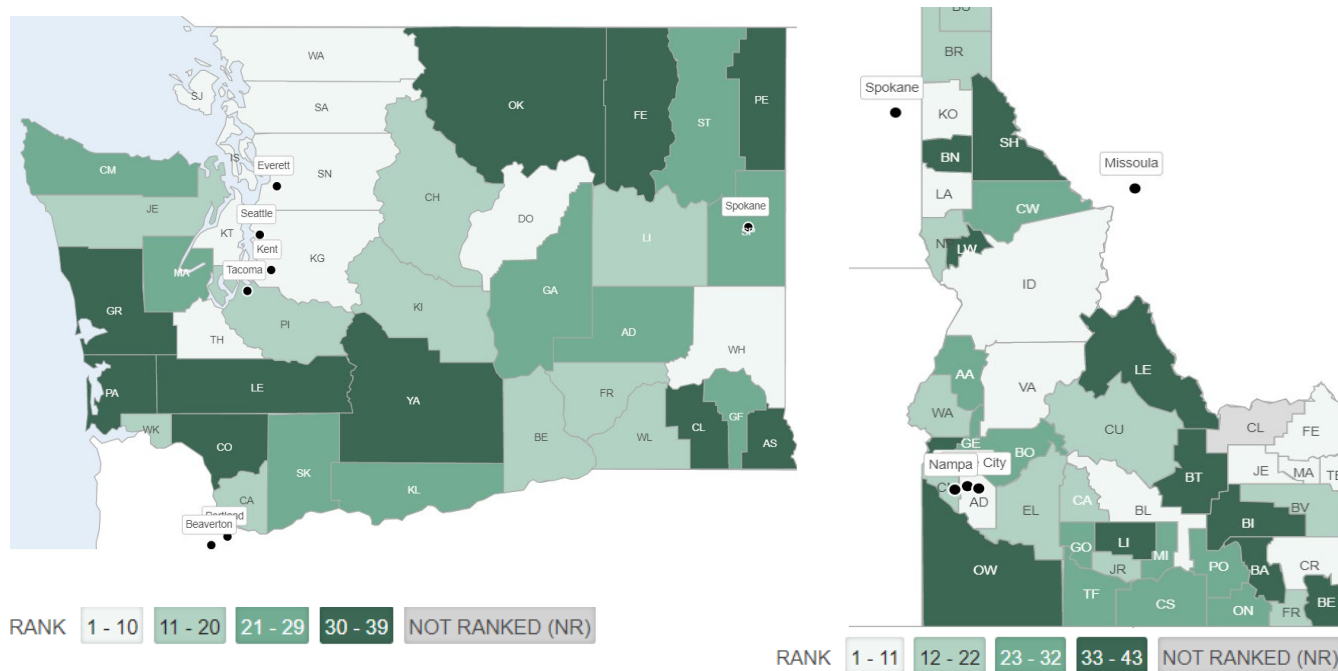 WA
SJ
SA
OK
FE
ST
PE
IS
Everett
SN
CM
JE
CH
DO
Seattle
KT
LI
Spokane
SP
Kent
KG
MA
Tacoma
GA
GR
PI
KI
AD
TH
WH
PA
LE
YA
FR
WK
CO
BE
WL
CL
GF
AS
SK
KL
CA
Portland
Beaverton
RANK 1 - 10 11 - 20 21 - 29 30 - 39 NOT RANKED (NR)
BR
Spokane
KO
SH
BN
Missoula
LA
CW
LW
ID
LE
AA
VA
WA
CU
CL
FE
GE
BO
Nampa
City
JE
MA
BT
AD
CA
EL
BL
BV
BI
GO
LI
MI
OW
JR
PO
BA
CR
TF
CS
ON
FR
BE
RANK 1 - 11 12 - 22 23 - 32 33 - 43 NOT RANKED (NR)